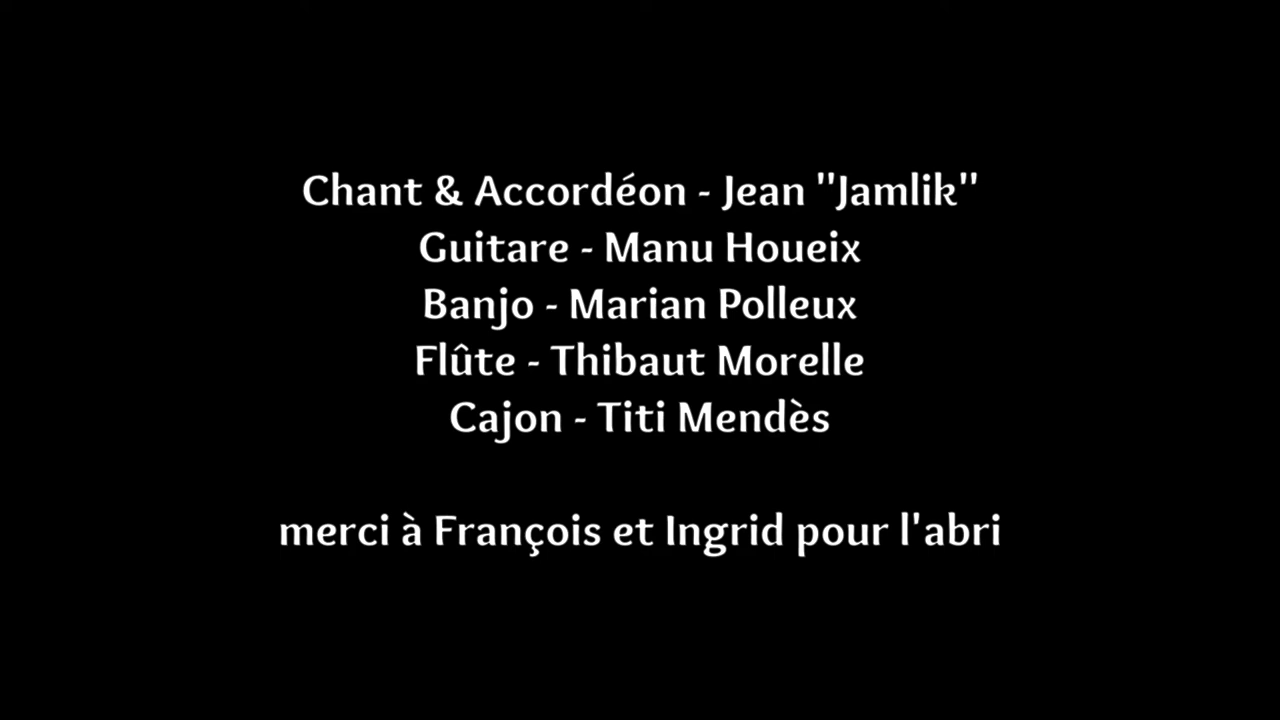 Chant & Accordéon - Jean "Jamlik"
Guitare - Manu Houeix
Banjo - Marian Polleux
Flûte - Thibaut Morelle
Cajon - Titi Mendès
merci à François et Ingrid pour l'abri